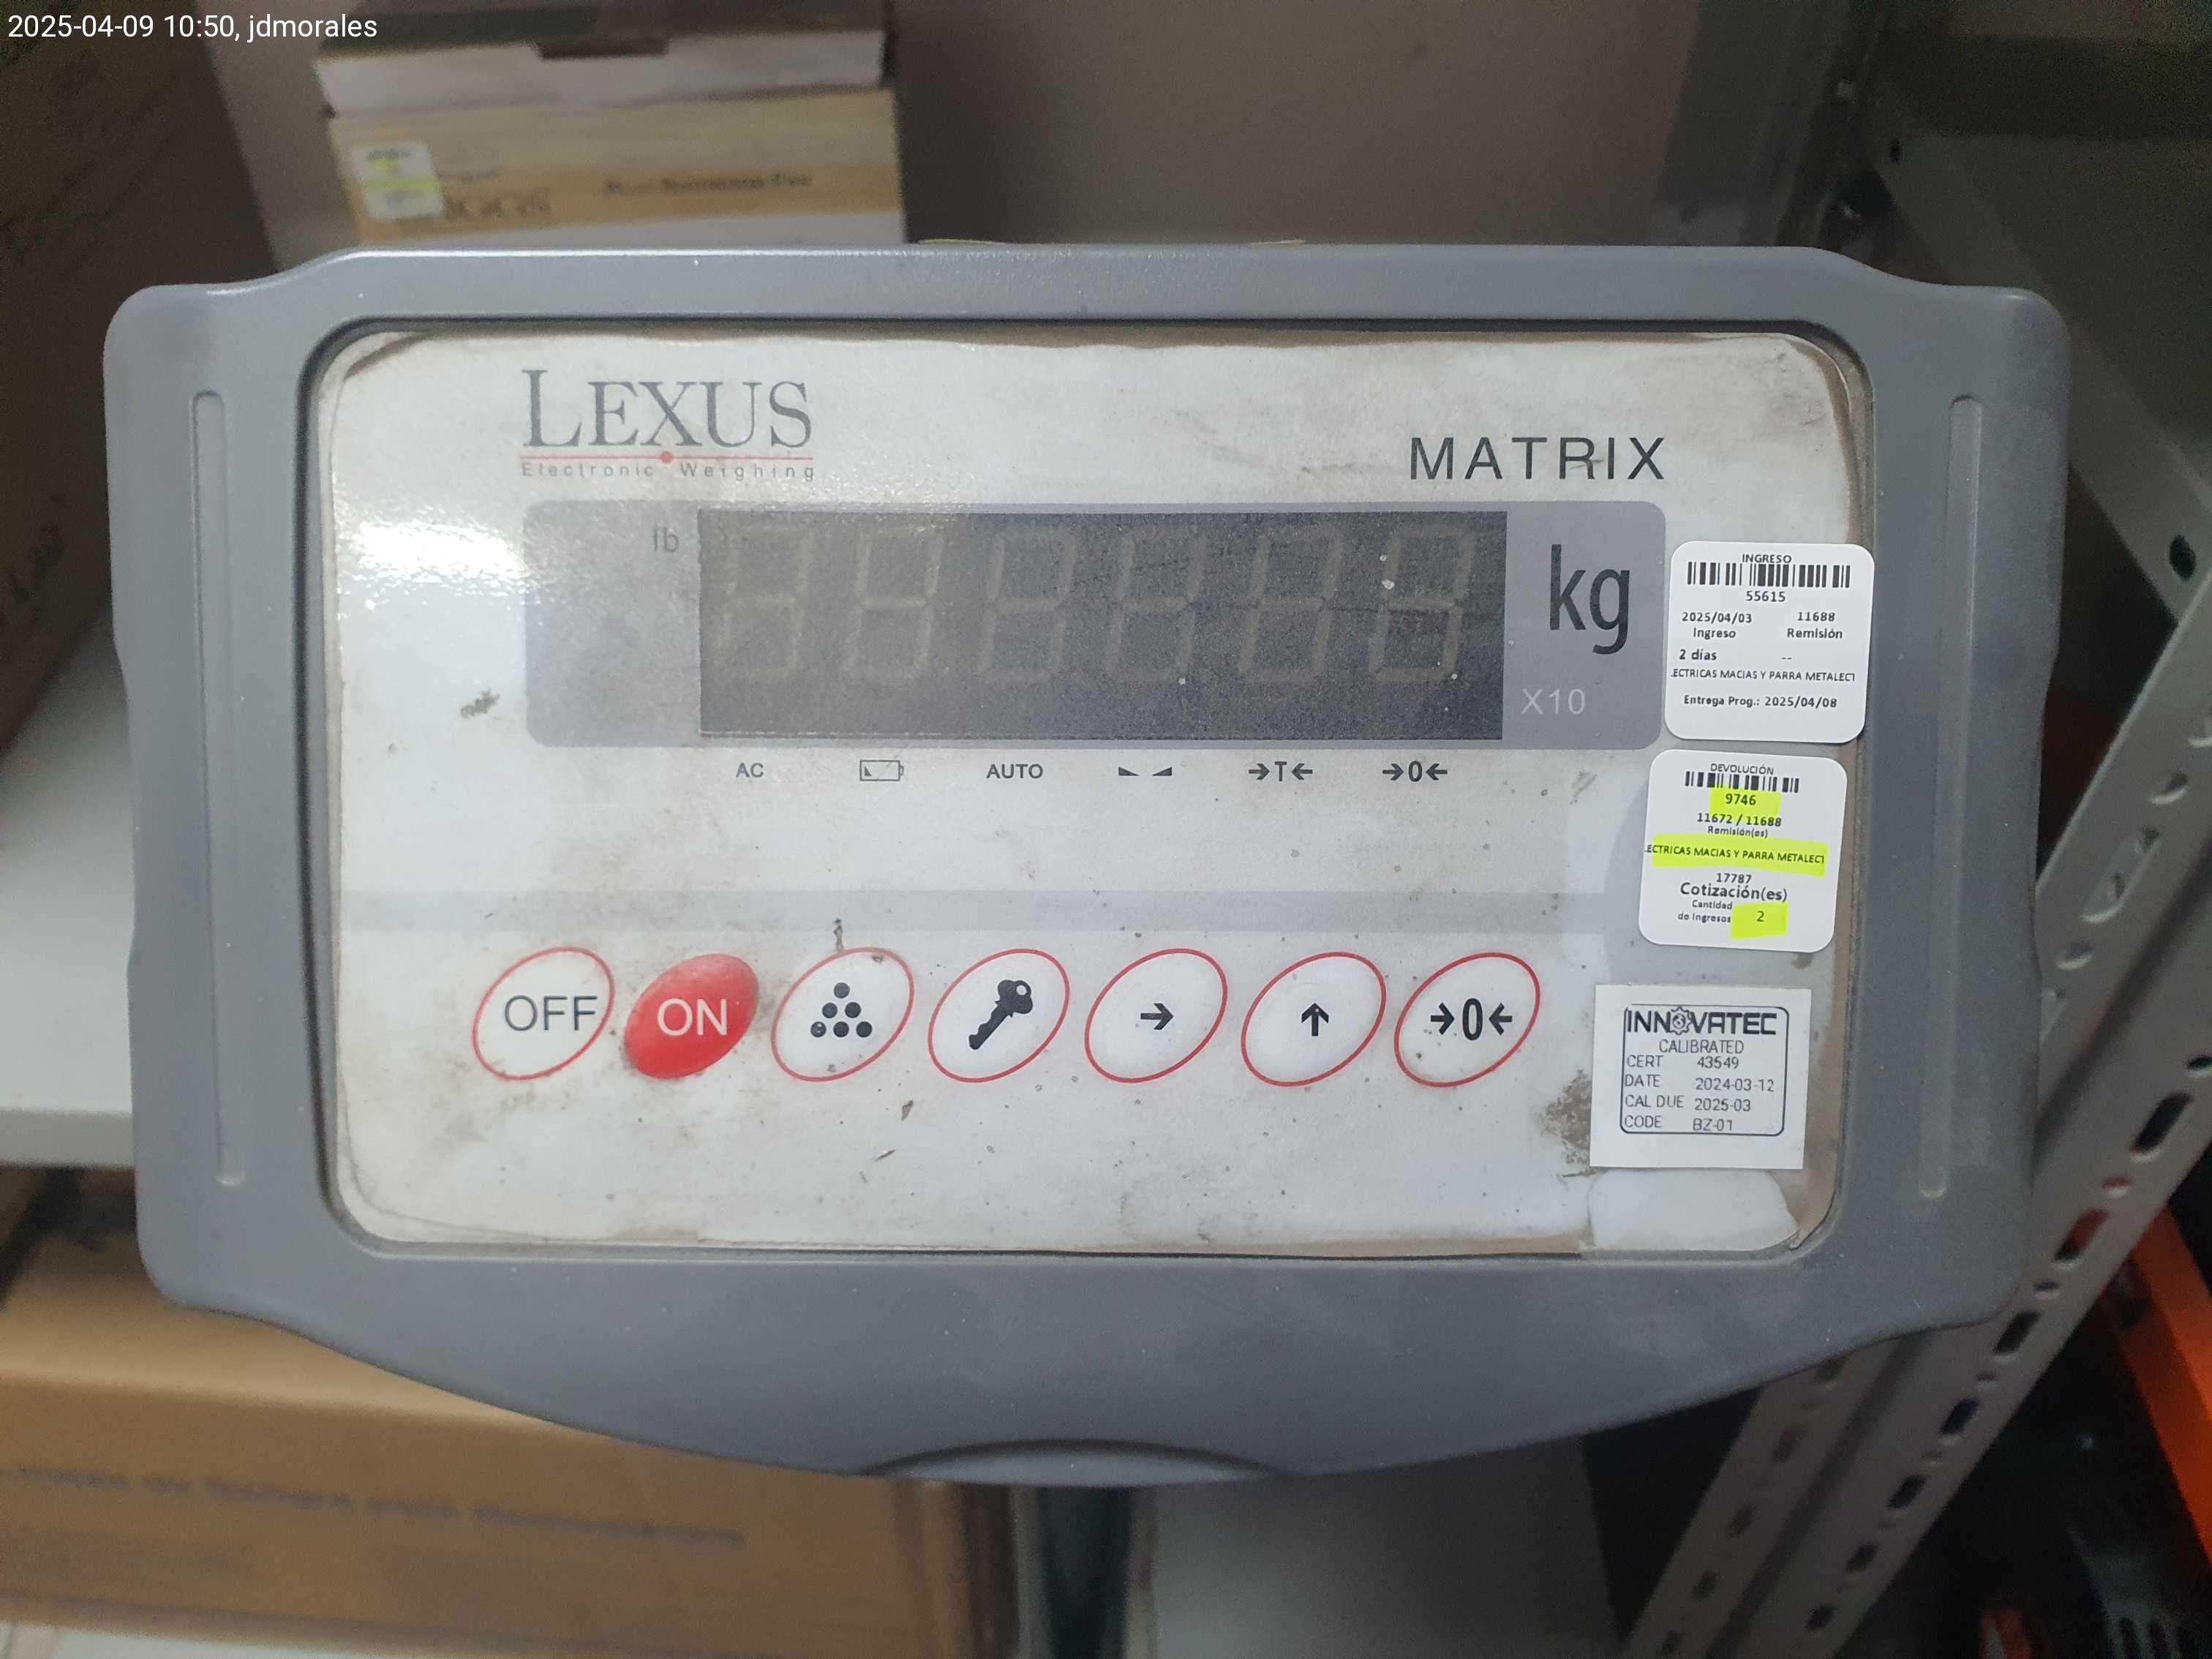 2025-04-09 10:50, jdmorales
LEXUS
Electronic Weighing
MATRIX
lb
kg
X10
AC
AUTO
→T←
→0←
OFF
ON
→
↑
→0←
INGRESO
55615
2025/04/03 11688
Ingreso Remisión
2 días --
ECTRICAS MACIAS Y PARRA METALECT
Entrega Prog.: 2025/04/08
DEVOLUCIÓN
9746
11672 / 11688
Remisión(es)
ECTRICAS MACIAS Y PARRA METALECT
17787
Cotización(es)
Cantidad
de Ingresos 2
INNOVATEC
CALIBRATED
CERT 43549
DATE 2024-03-12
CAL DUE 2025-03
CODE BZ-01